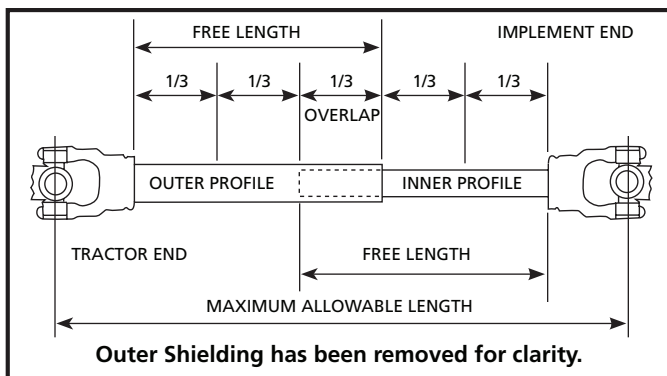 FREE LENGTH
IMPLEMENT END
1/3 1/3 1/3 1/3 1/3
OVERLAP
OUTER PROFILE
INNER PROFILE
TRACTOR END
FREE LENGTH
MAXIMUM ALLOWABLE LENGTH
Outer Shielding has been removed for clarity.